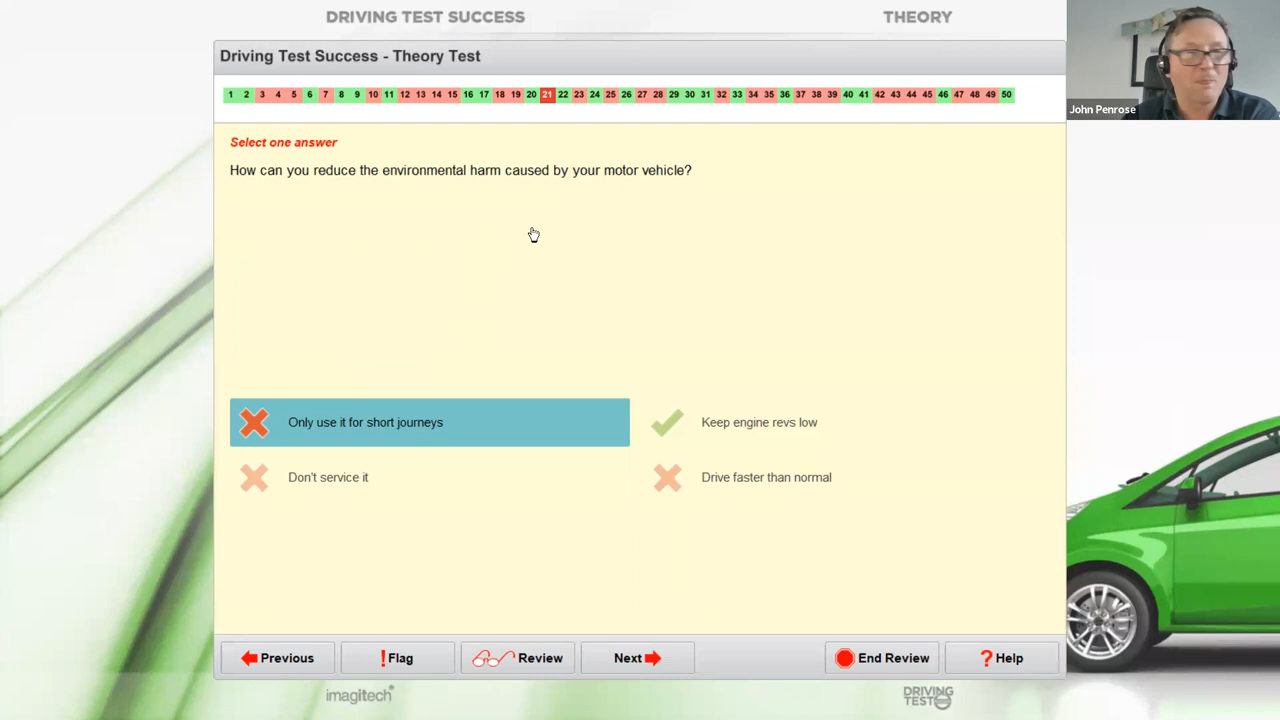 DRIVING TEST SUCCESS THEORY
Driving Test Success - Theory Test
1 2 3 4 5 6 7 8 9 10 11 12 13 14 15 16 17 18 19 20 21 22 23 24 25 26 27 28 29 30 31 32 33 34 35 36 37 38 39 40 41 42 43 44 45 46 47 48 49 50
John Penrose
Select one answer
How can you reduce the environmental harm caused by your motor vehicle?
Only use it for short journeys
Keep engine revs low
Don't service it
Drive faster than normal
Previous
!Flag
Review
Next
End Review
?Help
imagitech
DRIVING
TEST